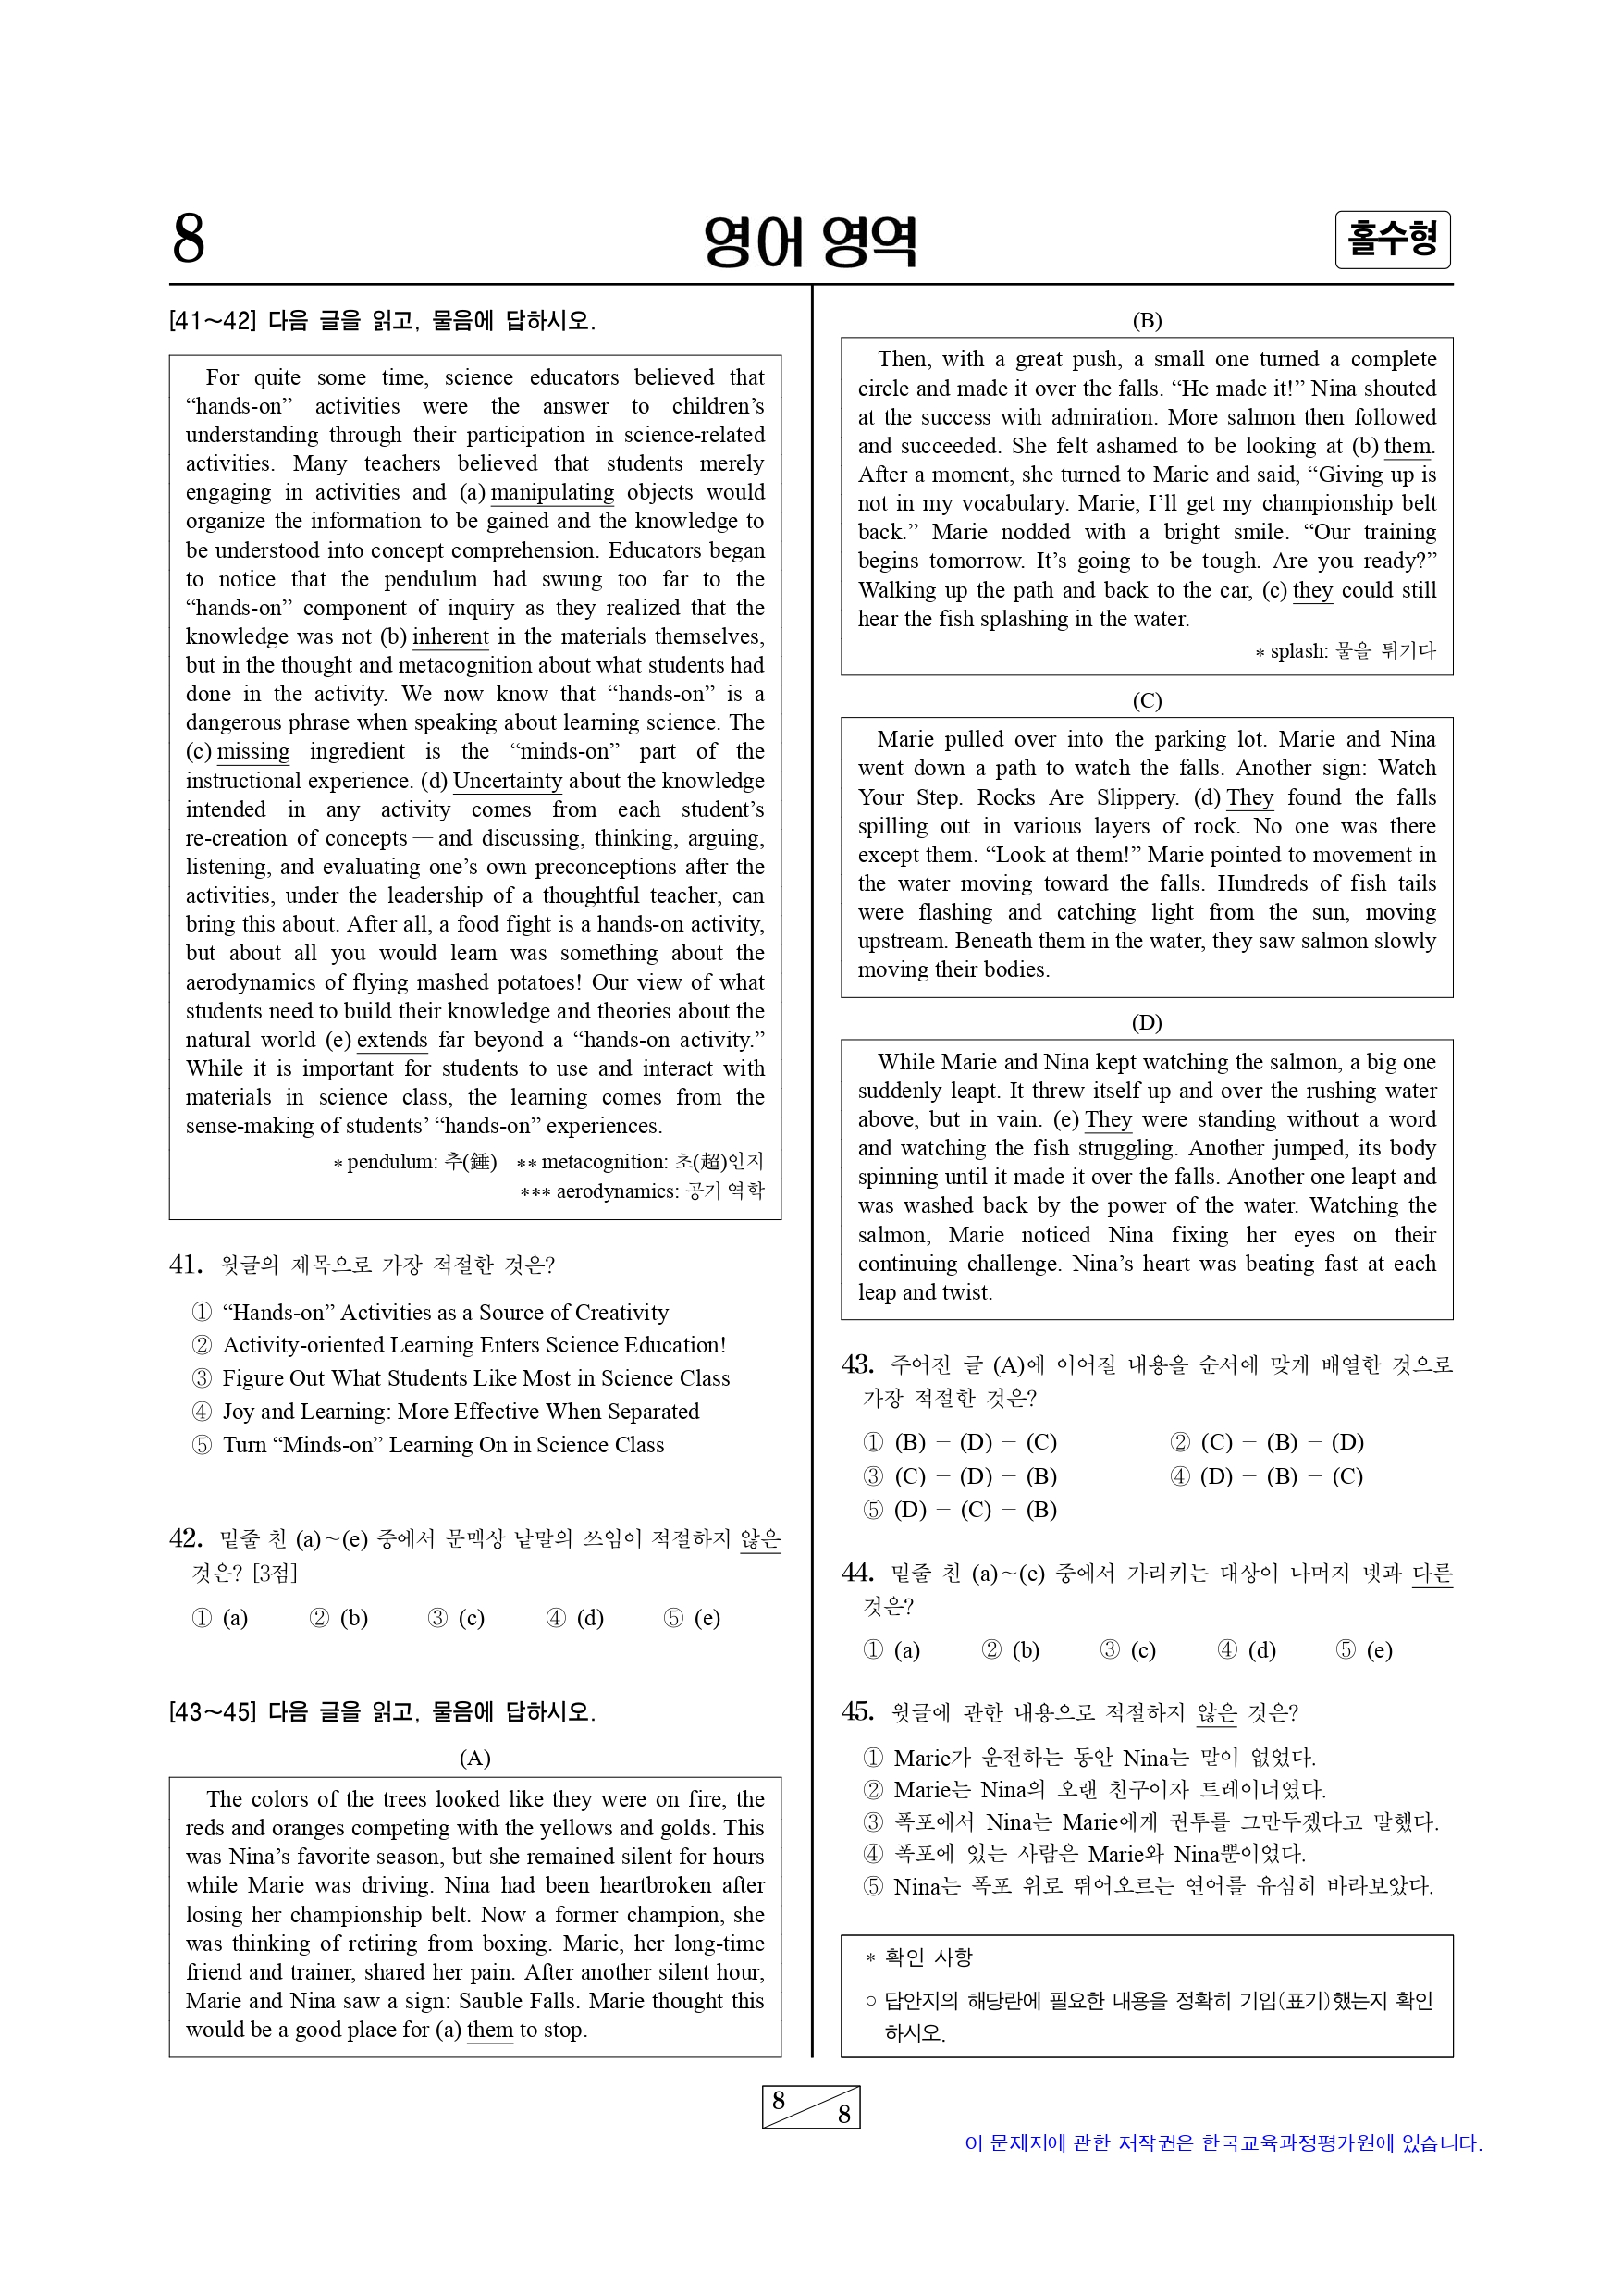 8
영어 영역
홀수형
[41~42] 다음 글을 읽고, 물음에 답하시오.
For quite some time, science educators believed that
“hands-on” activities were the answer to children’s
understanding through their participation in science-related
activities. Many teachers believed that students merely
engaging in activities and (a) manipulating objects would
organize the information to be gained and the knowledge to
be understood into concept comprehension. Educators began
to notice that the pendulum had swung too far to the
“hands-on” component of inquiry as they realized that the
knowledge was not (b) inherent in the materials themselves,
but in the thought and metacognition about what students had
done in the activity. We now know that “hands-on” is a
dangerous phrase when speaking about learning science. The
(c) missing ingredient is the “minds-on” part of the
instructional experience. (d) Uncertainty about the knowledge
intended in any activity comes from each student’s
re-creation of concepts — and discussing, thinking, arguing,
listening, and evaluating one’s own preconceptions after the
activities, under the leadership of a thoughtful teacher, can
bring this about. After all, a food fight is a hands-on activity,
but about all you would learn was something about the
aerodynamics of flying mashed potatoes! Our view of what
students need to build their knowledge and theories about the
natural world (e) extends far beyond a “hands-on activity.”
While it is important for students to use and interact with
materials in science class, the learning comes from the
sense-making of students’ “hands-on” experiences.
* pendulum: 추(錘) ** metacognition: 초(超)인지
*** aerodynamics: 공기 역학
41. 윗글의 제목으로 가장 적절한 것은?
① “Hands-on” Activities as a Source of Creativity
② Activity-oriented Learning Enters Science Education!
③ Figure Out What Students Like Most in Science Class
④ Joy and Learning: More Effective When Separated
⑤ Turn “Minds-on” Learning On in Science Class
42. 밑줄 친 (a)~(e) 중에서 문맥상 낱말의 쓰임이 적절하지 않은
것은? [3점]
① (a) ② (b) ③ (c) ④ (d) ⑤ (e)
[43~45] 다음 글을 읽고, 물음에 답하시오.
(A)
The colors of the trees looked like they were on fire, the
reds and oranges competing with the yellows and golds. This
was Nina’s favorite season, but she remained silent for hours
while Marie was driving. Nina had been heartbroken after
losing her championship belt. Now a former champion, she
was thinking of retiring from boxing. Marie, her long-time
friend and trainer, shared her pain. After another silent hour,
Marie and Nina saw a sign: Sauble Falls. Marie thought this
would be a good place for (a) them to stop.
(B)
Then, with a great push, a small one turned a complete
circle and made it over the falls. “He made it!” Nina shouted
at the success with admiration. More salmon then followed
and succeeded. She felt ashamed to be looking at (b) them.
After a moment, she turned to Marie and said, “Giving up is
not in my vocabulary. Marie, I’ll get my championship belt
back.” Marie nodded with a bright smile. “Our training
begins tomorrow. It’s going to be tough. Are you ready?”
Walking up the path and back to the car, (c) they could still
hear the fish splashing in the water.
* splash: 물을 튀기다
(C)
Marie pulled over into the parking lot. Marie and Nina
went down a path to watch the falls. Another sign: Watch
Your Step. Rocks Are Slippery. (d) They found the falls
spilling out in various layers of rock. No one was there
except them. “Look at them!” Marie pointed to movement in
the water moving toward the falls. Hundreds of fish tails
were flashing and catching light from the sun, moving
upstream. Beneath them in the water, they saw salmon slowly
moving their bodies.
(D)
While Marie and Nina kept watching the salmon, a big one
suddenly leapt. It threw itself up and over the rushing water
above, but in vain. (e) They were standing without a word
and watching the fish struggling. Another jumped, its body
spinning until it made it over the falls. Another one leapt and
was washed back by the power of the water. Watching the
salmon, Marie noticed Nina fixing her eyes on their
continuing challenge. Nina’s heart was beating fast at each
leap and twist.
43. 주어진 글 (A)에 이어질 내용을 순서에 맞게 배열한 것으로
가장 적절한 것은?
① (B) － (D) － (C) ② (C) － (B) － (D)
③ (C) － (D) － (B) ④ (D) － (B) － (C)
⑤ (D) － (C) － (B)
44. 밑줄 친 (a)~(e) 중에서 가리키는 대상이 나머지 넷과 다른
것은?
① (a) ② (b) ③ (c) ④ (d) ⑤ (e)
45. 윗글에 관한 내용으로 적절하지 않은 것은?
① Marie가 운전하는 동안 Nina는 말이 없었다.
② Marie는 Nina의 오랜 친구이자 트레이너였다.
③ 폭포에서 Nina는 Marie에게 권투를 그만두겠다고 말했다.
④ 폭포에 있는 사람은 Marie와 Nina뿐이었다.
⑤ Nina는 폭포 위로 뛰어오르는 연어를 유심히 바라보았다.
* 확인 사항
○ 답안지의 해당란에 필요한 내용을 정확히 기입(표기)했는지 확인
하시오.
8
8
이 문제지에 관한 저작권은 한국교육과정평가원에 있습니다.